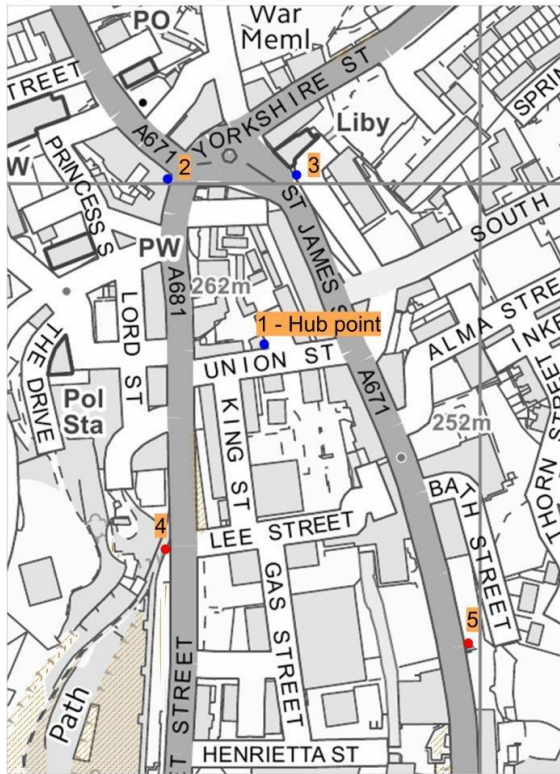 PO
War
Meml
TREET
YORKSHIRE ST
A671
Liby
SPRI
W
2
3
PRINCESS S
PW
ST JAMES S
SOUTH
A681
262m
LORD ST
1 - Hub point
ALMA STRE
INKE
UNION ST
THE DRIVE
Pol
Sta
KING ST
A671
252m
THORN
BATH STREET
4
LEE STREET
GAS STREET
5
Path
T STREET
HENRIETTA ST